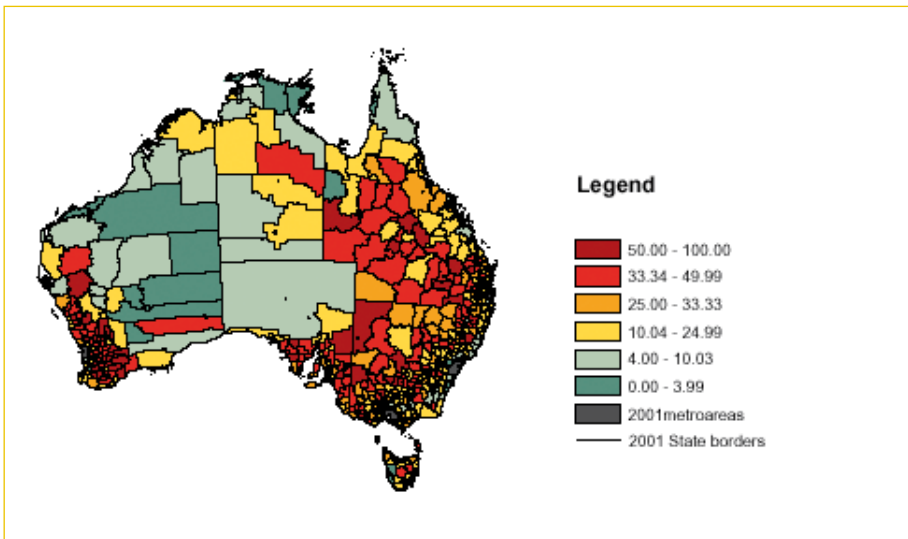 Legend
50.00 - 100.00
33.34 - 49.99
25.00 - 33.33
10.04 - 24.99
4.00 - 10.03
0.00 - 3.99
2001metroareas
2001 State borders